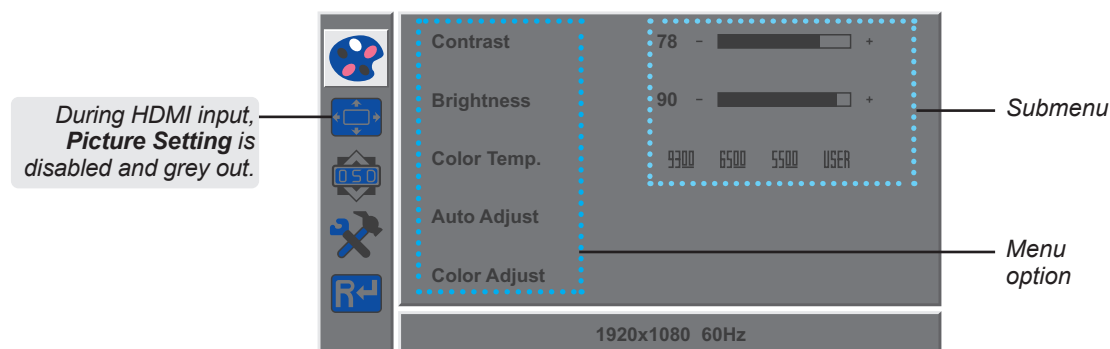 Contrast 78 - +
Brightness 90 - +
During HDMI input,
Picture Setting is
disabled and grey out.
Submenu
OSD
Color Temp. 9300 6500 5500 USER
Auto Adjust
Menu
option
Color Adjust
R
1920x1080 60Hz